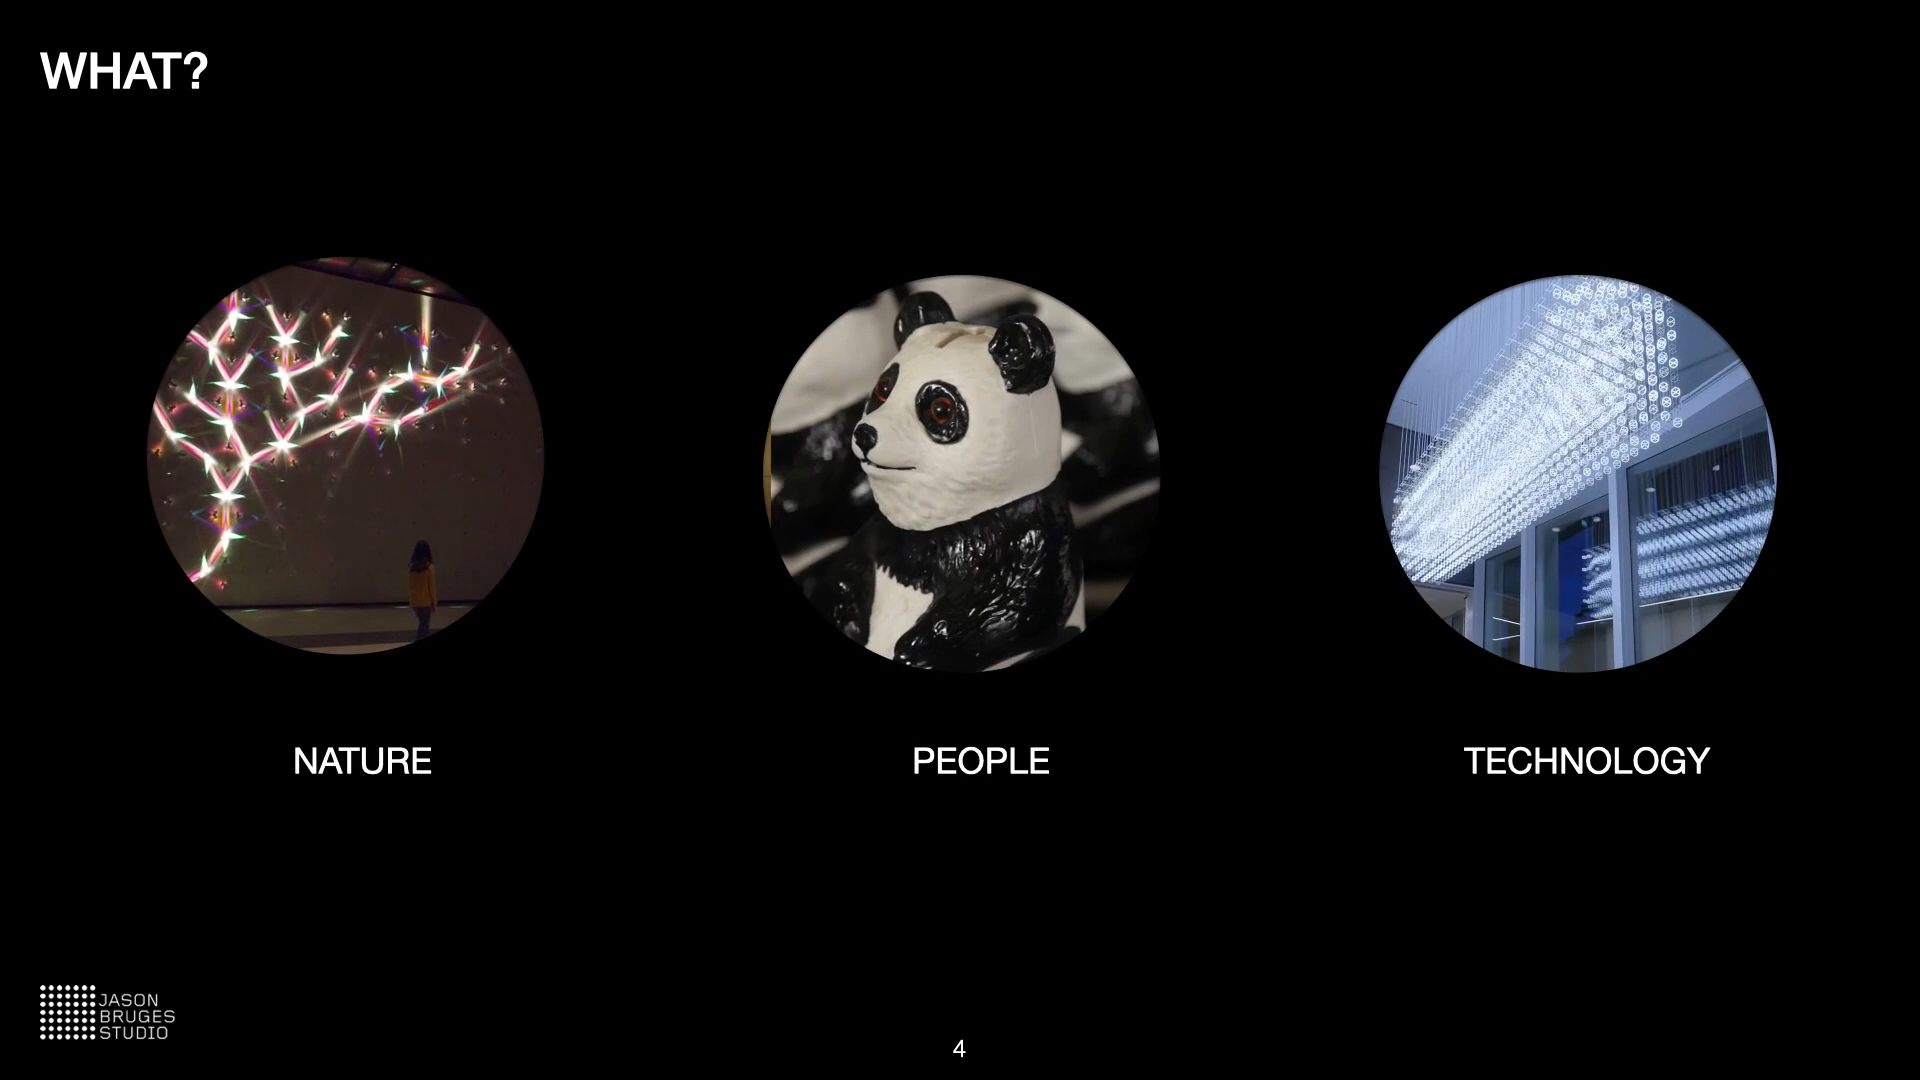 WHAT?
NATURE
PEOPLE
TECHNOLOGY
JASON
BRUGES
STUDIO
4